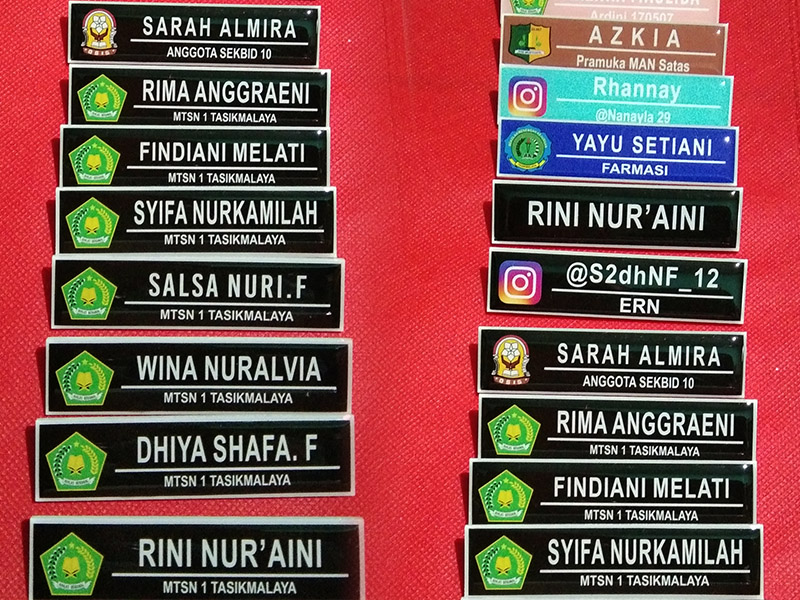 SARAH ALMIRA
ANGGOTA SEKBID 10
OSIS
RIMA ANGGRAENI
MTSN 1 TASIKMALAYA
FINDIANI MELATI
MTSN 1 TASIKMALAYA
SYIFA NURKAMILAH
MTSN 1 TASIKMALAYA
SALSA NURI.F
MTSN 1 TASIKMALAYA
WINA NURALVIA
MTSN 1 TASIKMALAYA
DHIYA SHAFA. F
MTSN 1 TASIKMALAYA
RINI NUR'AINI
MTSN 1 TASIKMALAYA
Ardini 170507
AZKIA
Pramuka MAN Satas
Rhannay
@Nanayla 29
YAYU SETIANI
FARMASI
RINI NUR'AINI
@S2dhNF_12
ERN
SARAH ALMIRA
ANGGOTA SEKBID 10
OSIS
RIMA ANGGRAENI
MTSN 1 TASIKMALAYA
FINDIANI MELATI
MTSN 1 TASIKMALAYA
SYIFA NURKAMILAH
MTSN 1 TASIKMALAYA